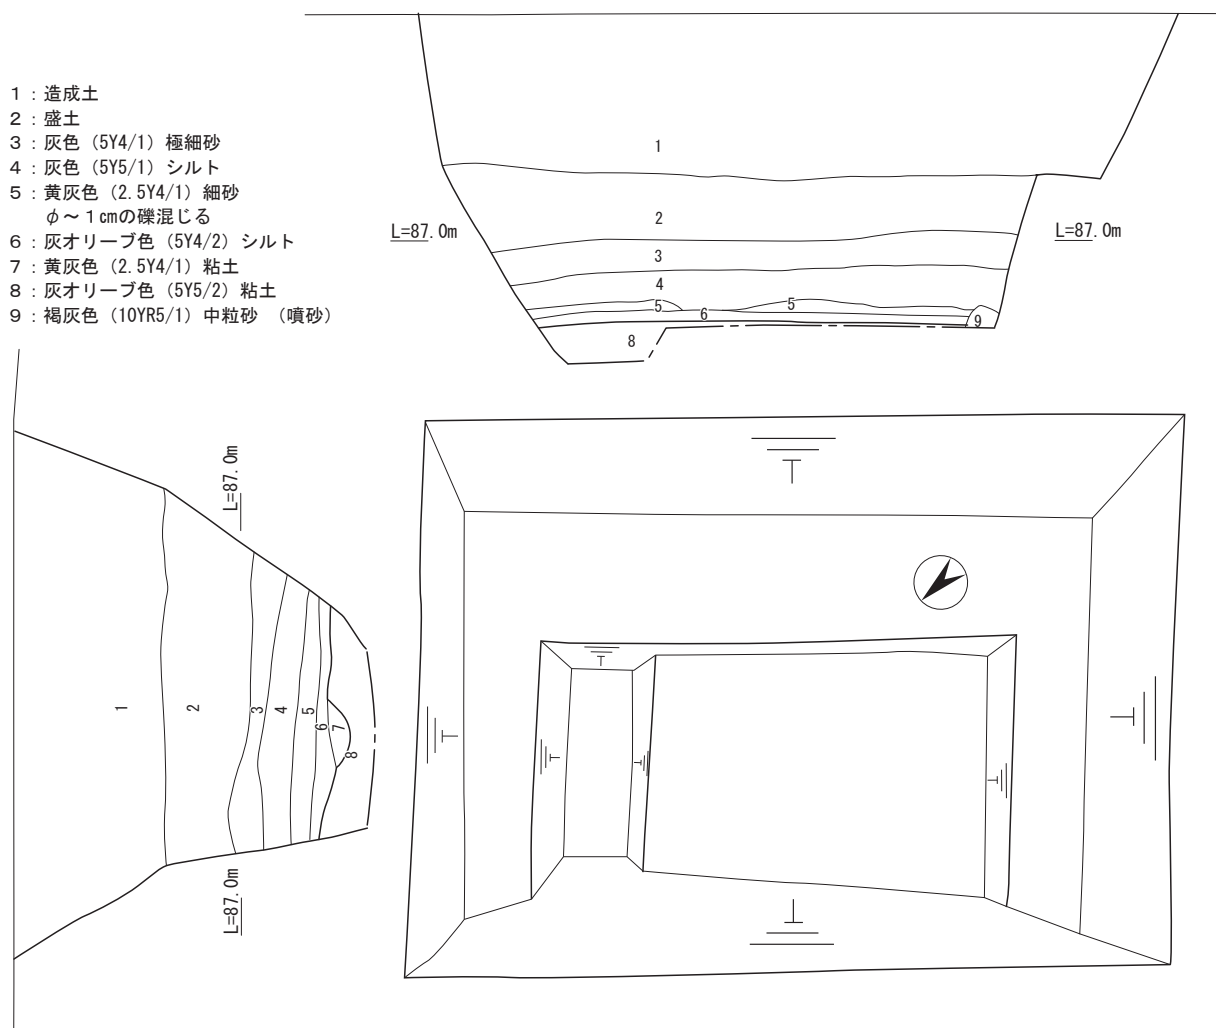 1：造成土
2：盛土
3：灰色（5Y4/1）極細砂
4：灰色（5Y5/1）シルト
5：黄灰色（2.5Y4/1）細砂
φ～1cmの礫混じる
6：灰オリーブ色（5Y4/2）シルト
7：黄灰色（2.5Y4/1）粘土
8：灰オリーブ色（5Y5/2）粘土
9：褐灰色（10YR5/1）中粒砂　（噴砂）
1
2
L=87.0m
L=87.0m
3
4
5
5
6
9
8
L=87.0m
1
2
3
4
5
6
7
8
L=87.0m